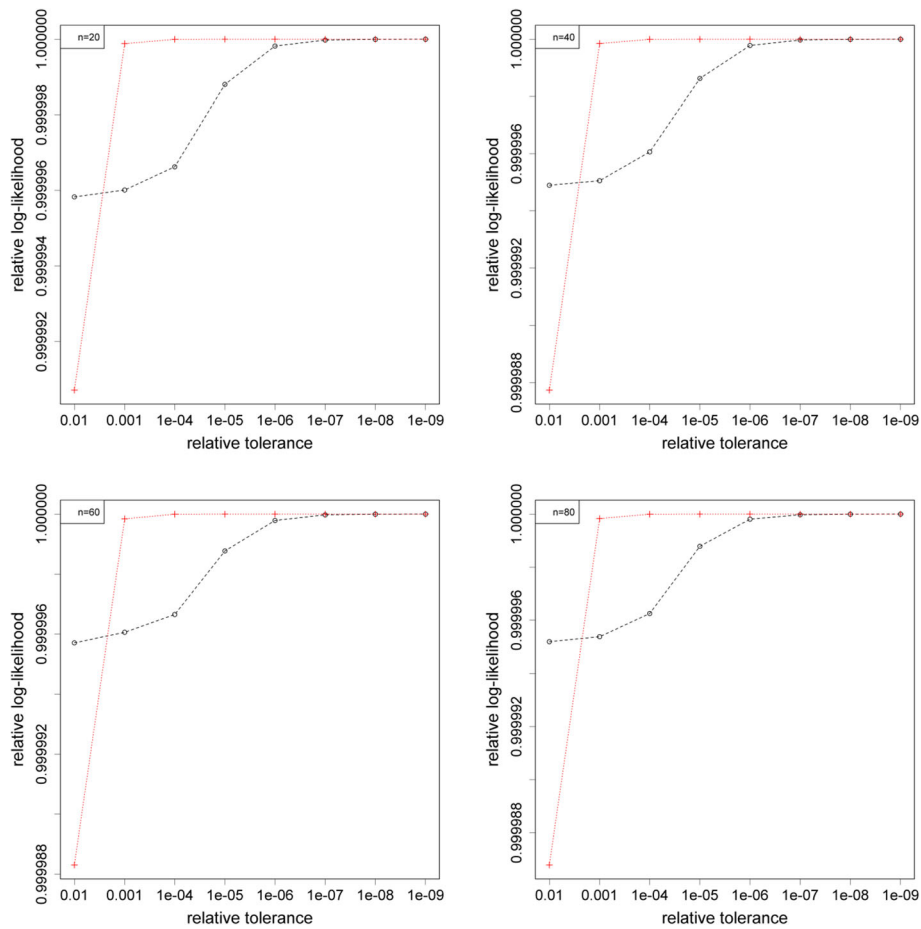 n=20
relative log-likelihood
1.000000
0.999998
0.999996
0.999994
0.999992
0.01 0.001 1e-04 1e-05 1e-06 1e-07 1e-08 1e-09
relative tolerance
n=40
relative log-likelihood
1.000000
0.999996
0.999992
0.999988
0.01 0.001 1e-04 1e-05 1e-06 1e-07 1e-08 1e-09
relative tolerance
n=60
relative log-likelihood
1.000000
0.999996
0.999992
0.999988
0.01 0.001 1e-04 1e-05 1e-06 1e-07 1e-08 1e-09
relative tolerance
n=80
relative log-likelihood
1.000000
0.999996
0.999992
0.999988
0.01 0.001 1e-04 1e-05 1e-06 1e-07 1e-08 1e-09
relative tolerance